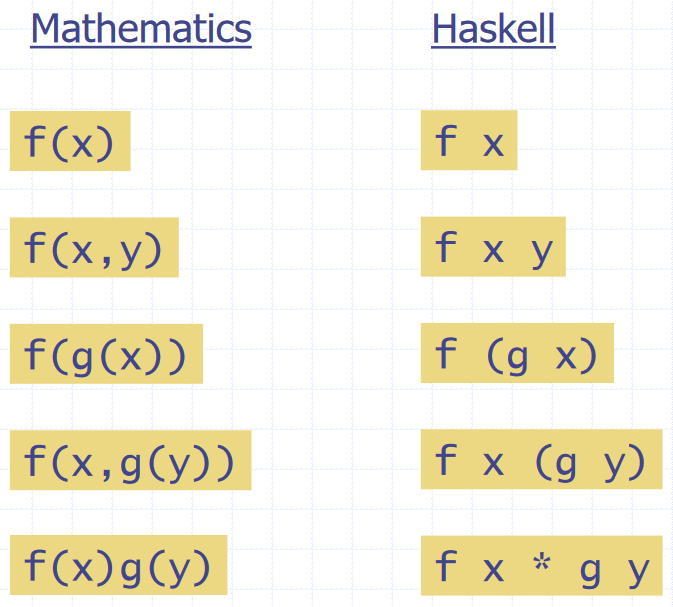 Mathematics Haskell
f(x) f x
f(x,y) f x y
f(g(x)) f (g x)
f(x,g(y)) f x (g y)
f(x)g(y) f x * g y